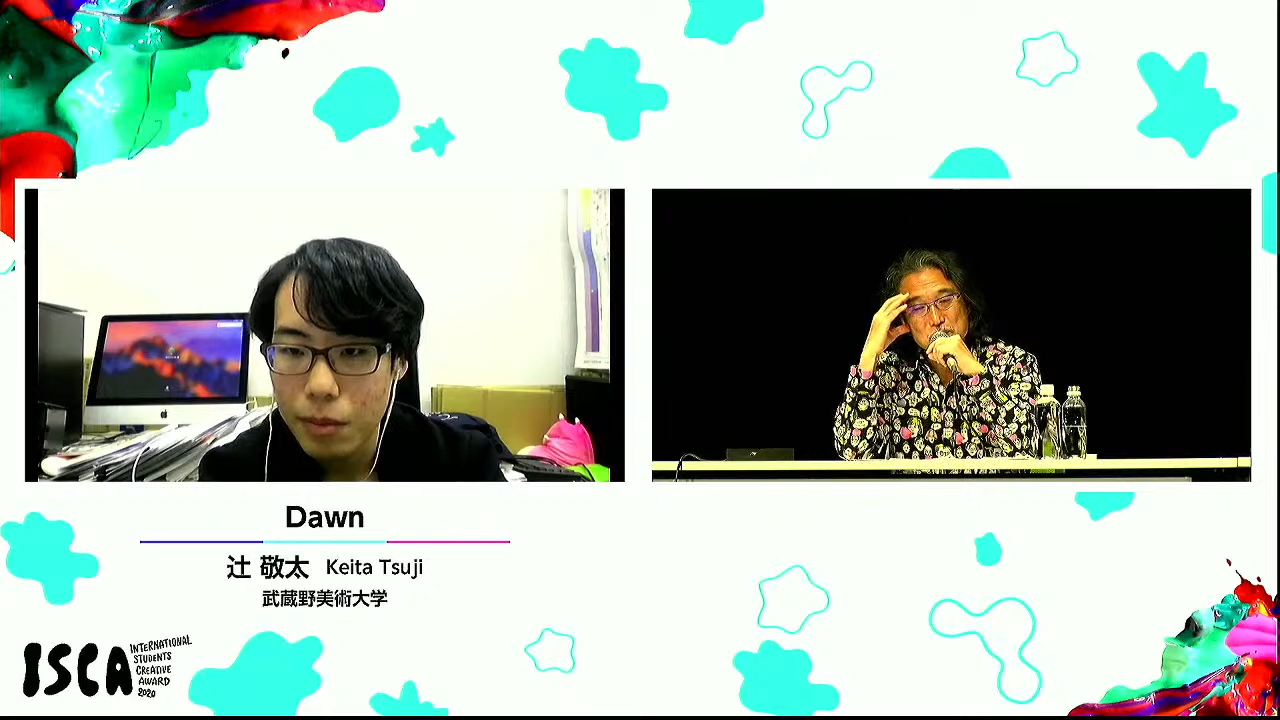 Dawn
辻 敬太 Keita Tsuji
武蔵野美術大学
ISCA
INTERNATIONAL
STUDENTS
CREATIVE
AWARD
2020